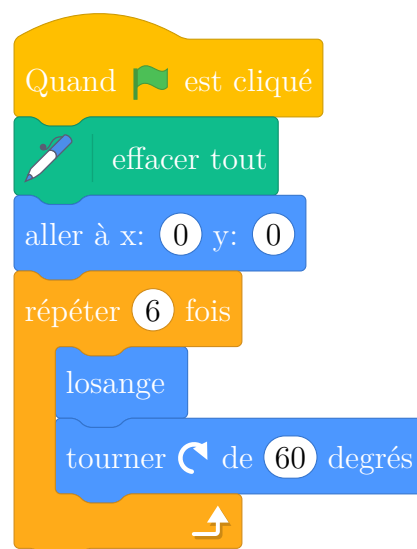 Quand est cliqué
effacer tout
aller à x: 0 y: 0
répéter 6 fois
losange
tourner de 60 degrés